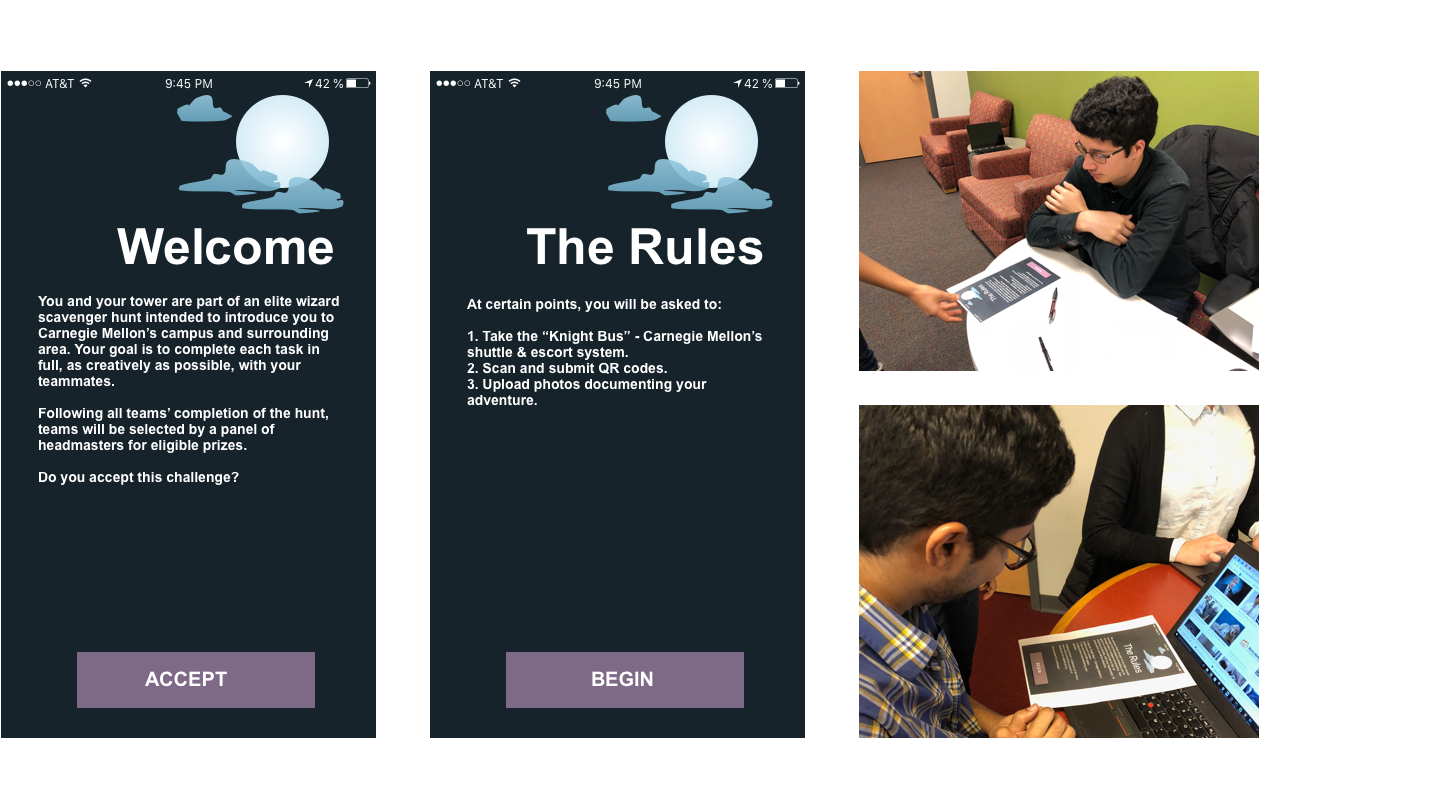 AT&T 9:45 PM 42 %
Welcome
You and your tower are part of an elite wizard
scavenger hunt intended to introduce you to
Carnegie Mellon’s campus and surrounding
area. Your goal is to complete each task in
full, as creatively as possible, with your
teammates.
Following all teams’ completion of the hunt,
teams will be selected by a panel of
headmasters for eligible prizes.
Do you accept this challenge?
ACCEPT
AT&T 9:45 PM 42 %
The Rules
At certain points, you will be asked to:
1. Take the “Knight Bus” - Carnegie Mellon’s
shuttle & escort system.
2. Scan and submit QR codes.
3. Upload photos documenting your
adventure.
BEGIN
The Rules
The Rules